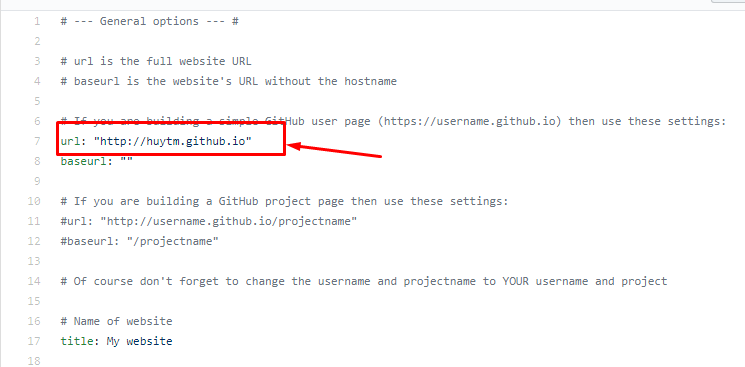 1 # --- General options --- #
2
3 # url is the full website URL
4 # baseurl is the website's URL without the hostname
5
6 # If you are building a simple GitHub user page (https://username.github.io) then use these settings:
7 url: "http://huytm.github.io"
8 baseurl: ""
9
10 # If you are building a GitHub project page then use these settings:
11 #url: "http://username.github.io/projectname"
12 #baseurl: "/projectname"
13
14 # Of course don't forget to change the username and projectname to YOUR username and project
15
16 # Name of website
17 title: My website
18